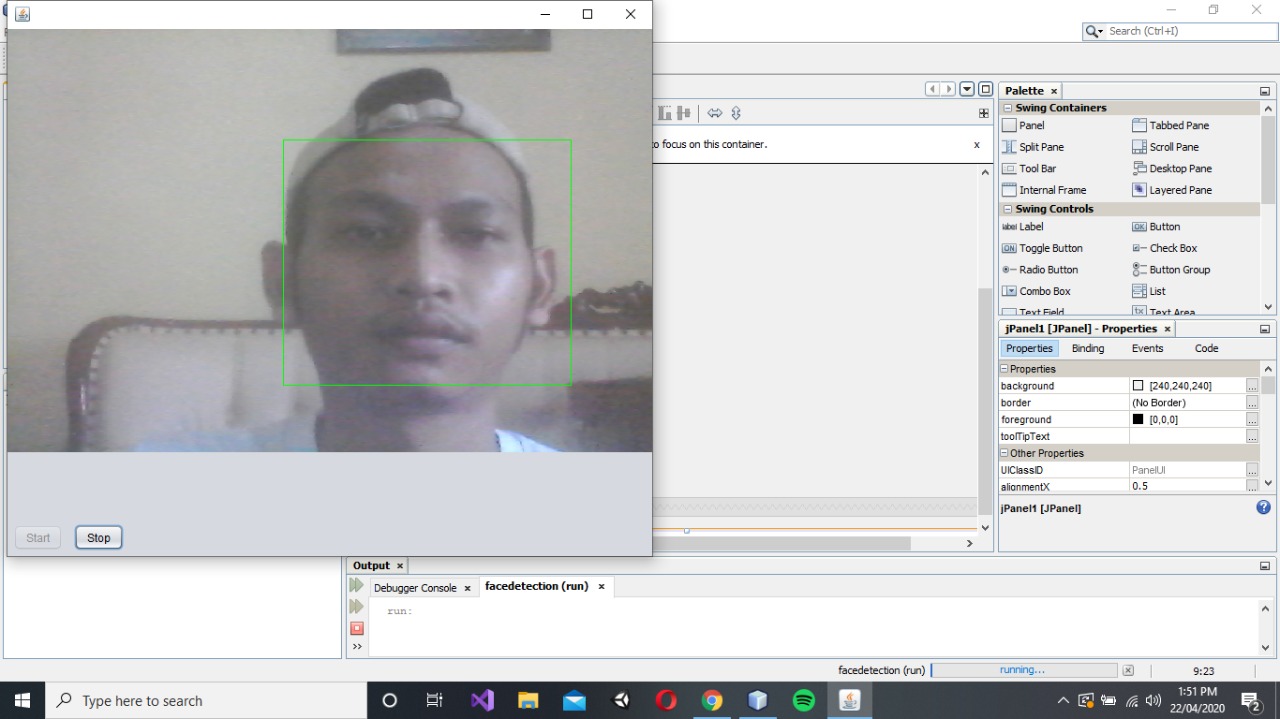 Search (Ctrl+I)
Palette
Swing Containers
Panel
Tabbed Pane
Split Pane
Scroll Pane
Tool Bar
Desktop Pane
Internal Frame
Layered Pane
Swing Controls
label Label
OK Button
ON Toggle Button
Check Box
Radio Button
Button Group
Combo Box
List
Text Field
Text Area
to focus on this container.
jPanel1 [JPanel] - Properties
Properties
Binding
Events
Code
Properties
background [240,240,240] ...
border (No Border) ...
foreground [0,0,0] ...
toolTipText ...
Other Properties
UIClassID PanelUI ...
alignmentX 0.5 ...
jPanel1 [JPanel]
Start
Stop
Output
Debugger Console
facedetection (run)
run:
facedetection (run)
running...
9:23
Type here to search
1:51 PM
22/04/2020
2